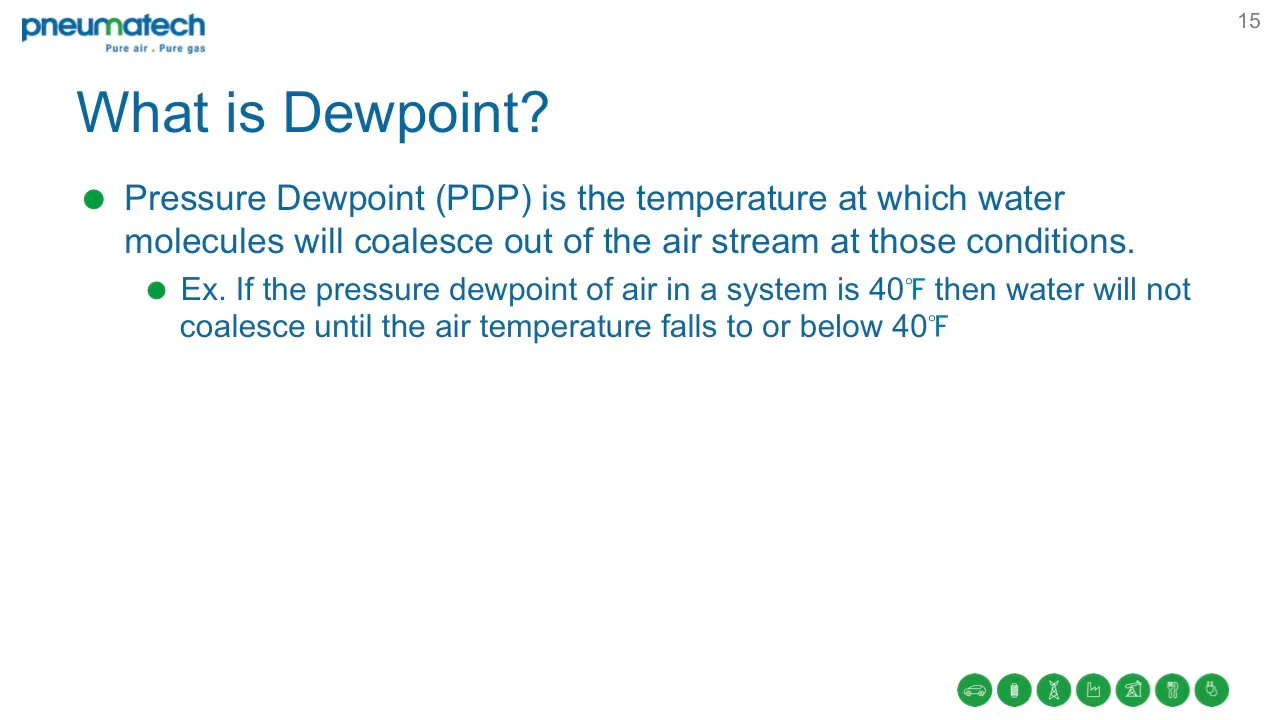 pneumatech
Pure air . Pure gas
15
What is Dewpoint?
Pressure Dewpoint (PDP) is the temperature at which water
molecules will coalesce out of the air stream at those conditions.
Ex. If the pressure dewpoint of air in a system is 40℉ then water will not
coalesce until the air temperature falls to or below 40℉